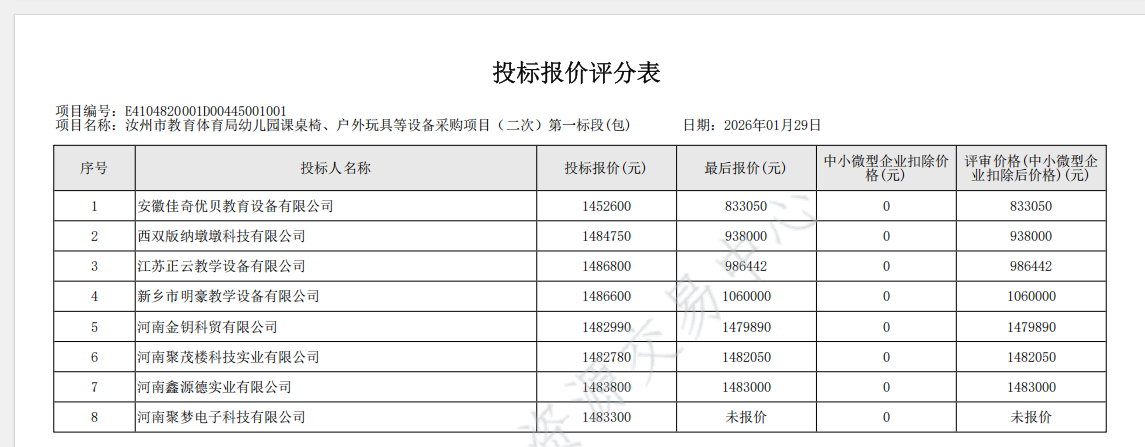 投标报价评分表
项目编号：E4104820001D00445001001
项目名称：汝州市教育体育局幼儿园课桌椅、户外玩具等设备采购项目（二次）第一标段(包) 日期：2026年01月29日
序号 投标人名称 投标报价(元) 最后报价(元) 中小微型企业扣除价格(元) 评审价格(中小微型企业扣除后价格)(元)
1 安徽佳奇优贝教育设备有限公司 1452600 833050 0 833050
2 西双版纳墩墩科技有限公司 1484750 938000 0 938000
3 江苏正云教学设备有限公司 1486800 986442 0 986442
4 新乡市明豪教学设备有限公司 1486600 1060000 0 1060000
5 河南金钥科贸有限公司 1482990 1479890 0 1479890
6 河南聚茂楼科技实业有限公司 1482780 1482050 0 1482050
7 河南鑫源德实业有限公司 1483800 1483000 0 1483000
8 河南聚梦电子科技有限公司 1483300 未报价 0 未报价
资源交易中心